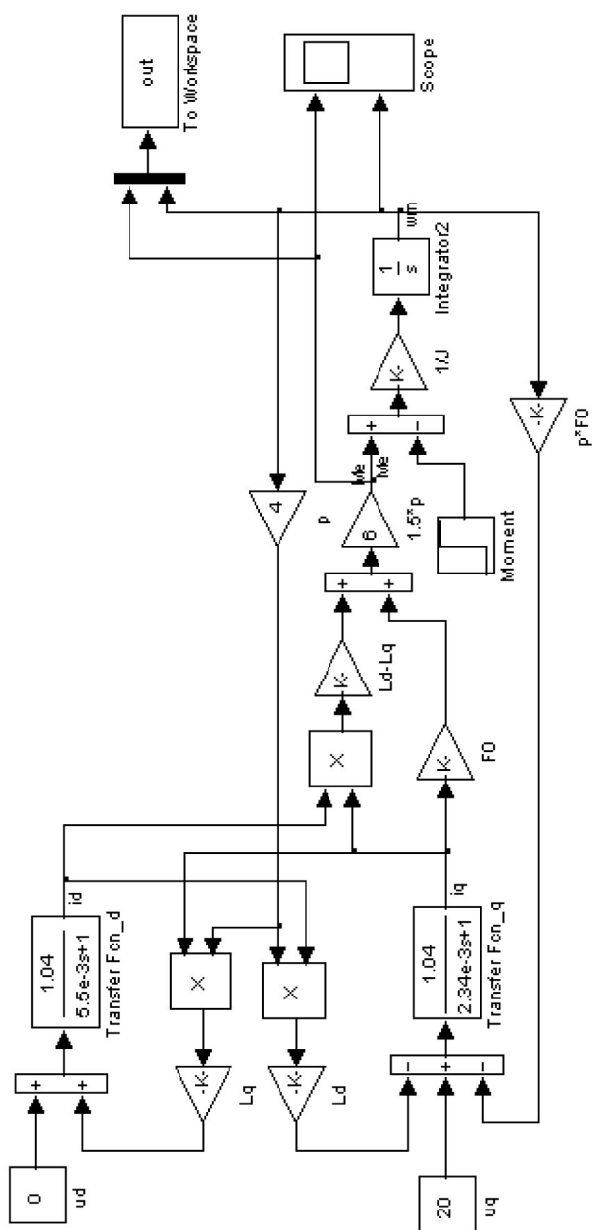 0
ud
+
+
1.04
5.5e-3s+1
Transfer Fcn_d
id
X
-K-
Lq
X
-K-
Ld
20
uq
-
+
-
1.04
2.34e-3s+1
Transfer Fcn_q
iq
X
K-
Ld-Lq
K-
F0
+
+
6
1.5*p
4
p
Me
Me
Moment
+
-
K-
1/J
1
s
Integrator2
wm
-K-
p*F0
out
To Workspace
Scope